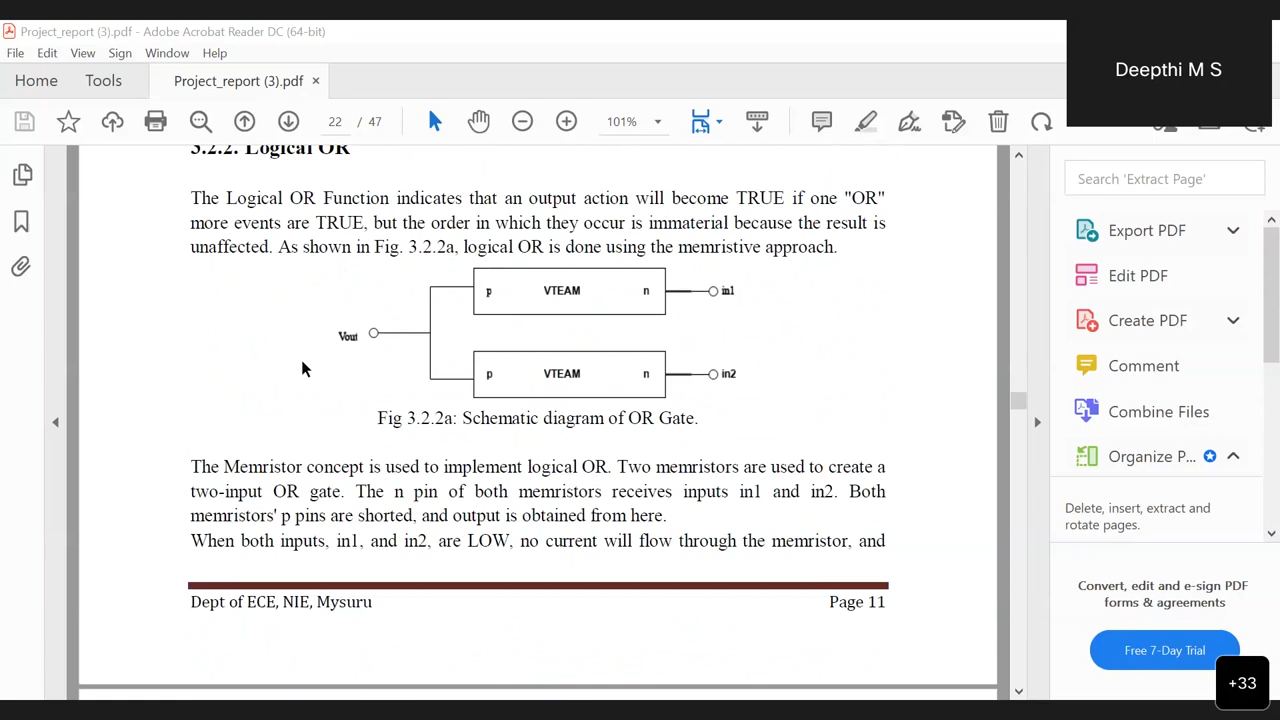 Project_report (3).pdf - Adobe Acrobat Reader DC (64-bit)
File Edit View Sign Window Help
Deepthi M S
Home Tools Project_report (3).pdf ×
22 / 47 101%
3.2.2. Logical OR
The Logical OR Function indicates that an output action will become TRUE if one "OR"
more events are TRUE, but the order in which they occur is immaterial because the result is
unaffected. As shown in Fig. 3.2.2a, logical OR is done using the memristive approach.
p VTEAM n in1
Vout
p VTEAM n in2
Fig 3.2.2a: Schematic diagram of OR Gate.
The Memristor concept is used to implement logical OR. Two memristors are used to create a
two-input OR gate. The n pin of both memristors receives inputs in1 and in2. Both
memristors' p pins are shorted, and output is obtained from here.
When both inputs, in1, and in2, are LOW, no current will flow through the memristor, and
Dept of ECE, NIE, Mysuru Page 11
Search 'Extract Page'
Export PDF
Edit PDF
Create PDF
Comment
Combine Files
Organize P...
Delete, insert, extract and
rotate pages.
Convert, edit and e-sign PDF
forms & agreements
Free 7-Day Trial
+33